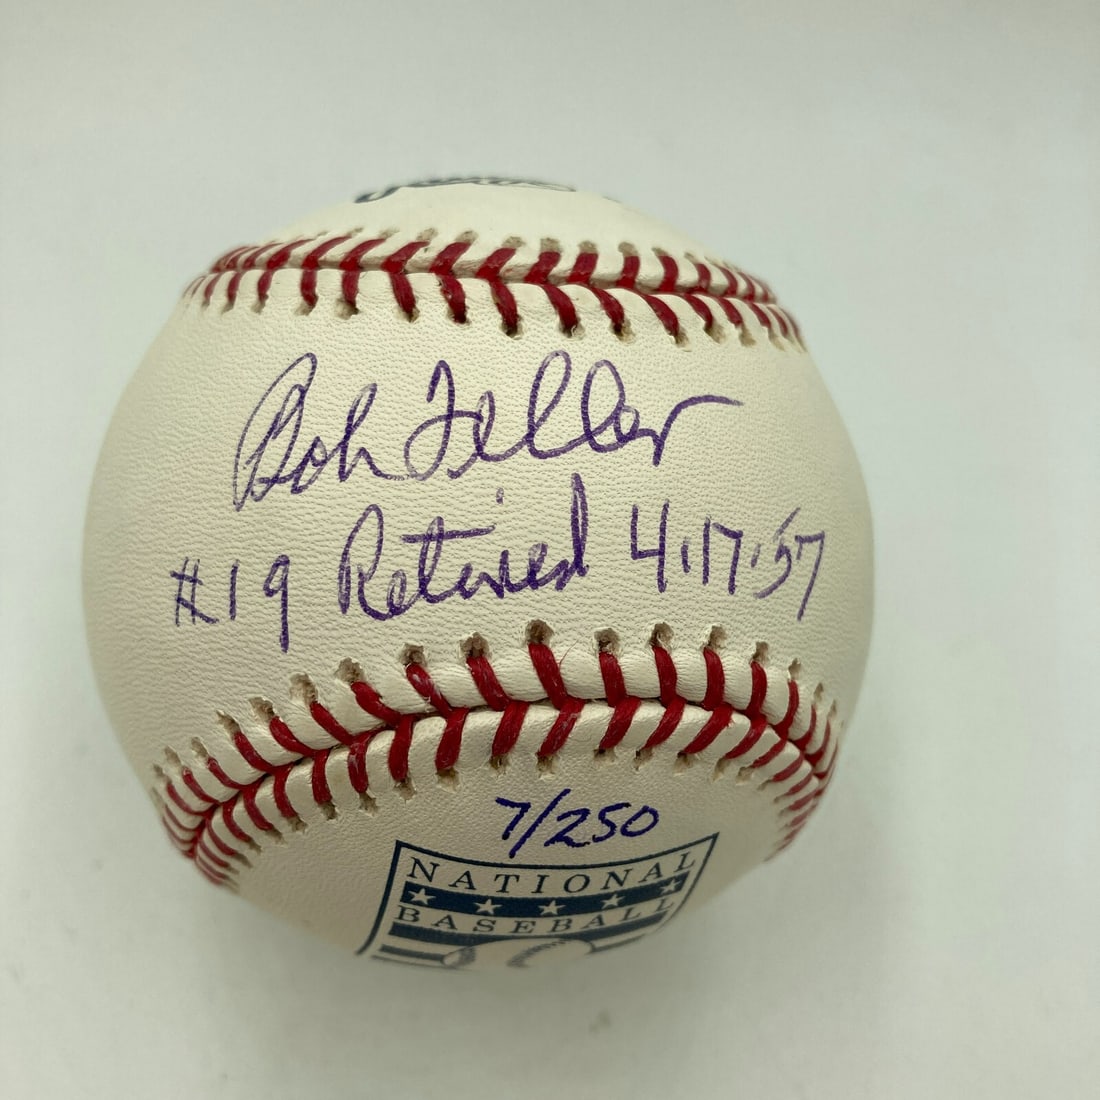 Bob Feller
#19 Retired 4.17.57
7/250
NATIONAL
BASEBALL